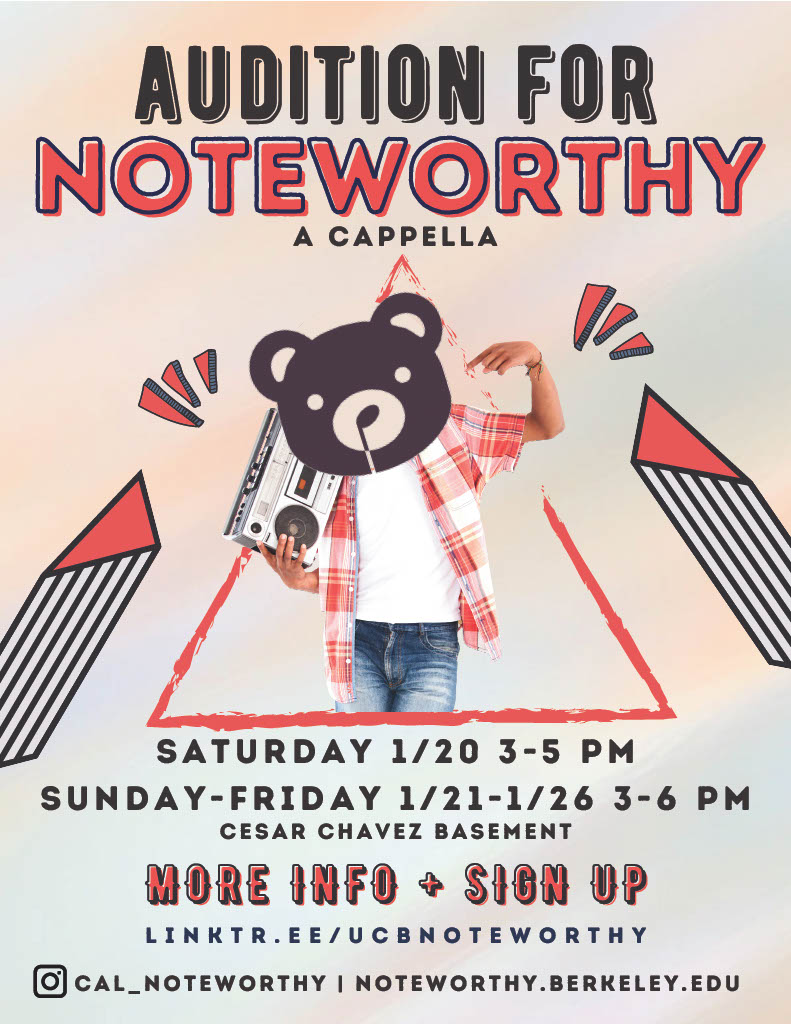 AUDITION FOR
NOTEWORTHY
A CAPPELLA
SATURDAY 1/20 3-5 PM
SUNDAY-FRIDAY 1/21-1/26 3-6 PM
CESAR CHAVEZ BASEMENT
MORE INFO + SIGN UP
LINKTR.EE/UCBNOTEWORTHY
CAL_NOTEWORTHY | NOTEWORTHY.BERKELEY.EDU